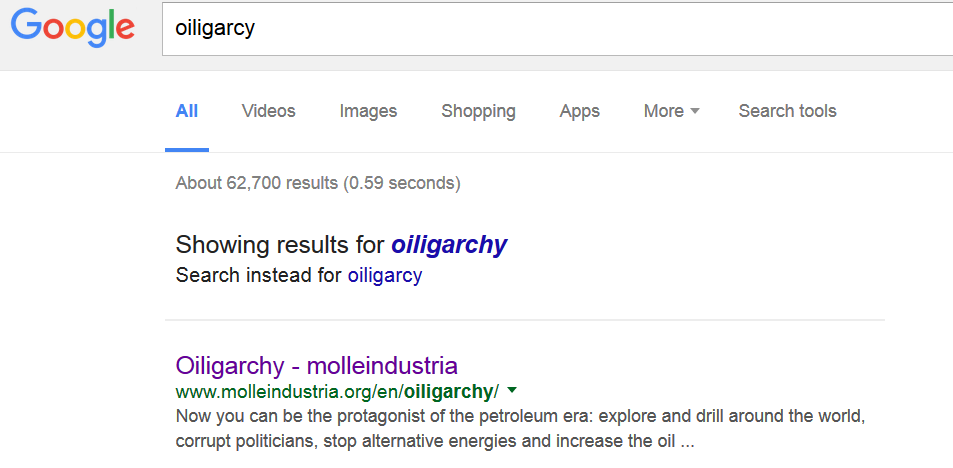 Google oiligarcy
All Videos Images Shopping Apps More Search tools
About 62,700 results (0.59 seconds)
Showing results for oiligarchy
Search instead for oiligarcy
Oiligarchy - molleindustria
www.molleindustria.org/en/oiligarchy/
Now you can be the protagonist of the petroleum era: explore and drill around the world,
corrupt politicians, stop alternative energies and increase the oil ...